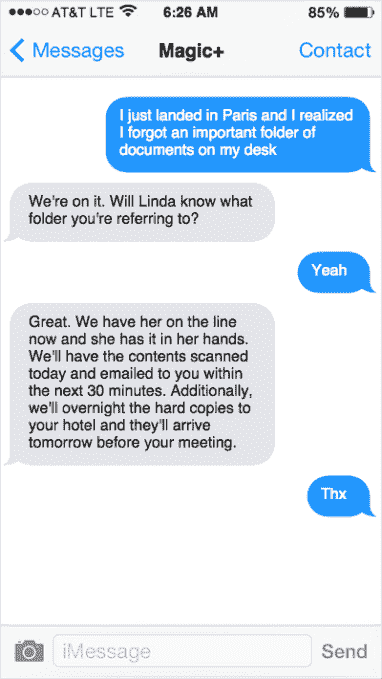 AT&T LTE 6:26 AM 85%
Messages Magic+ Contact
I just landed in Paris and I realized
I forgot an important folder of
documents on my desk
We're on it. Will Linda know what
folder you're referring to?
Yeah
Great. We have her on the line
now and she has it in her hands.
We'll have the contents scanned
today and emailed to you within
the next 30 minutes. Additionally,
we'll overnight the hard copies to
your hotel and they'll arrive
tomorrow before your meeting.
Thx
iMessage Send